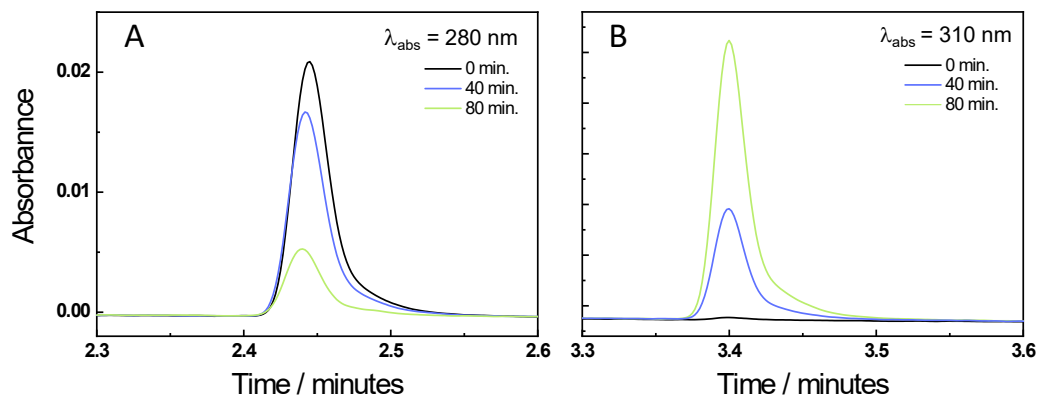 A
λabs = 280 nm
0 min.
40 min.
80 min.
B
λabs = 310 nm
0 min.
40 min.
80 min.
Absorbannce
0.02
0.01
0.00
2.3 2.4 2.5 2.6
3.3 3.4 3.5 3.6
Time / minutes
Time / minutes